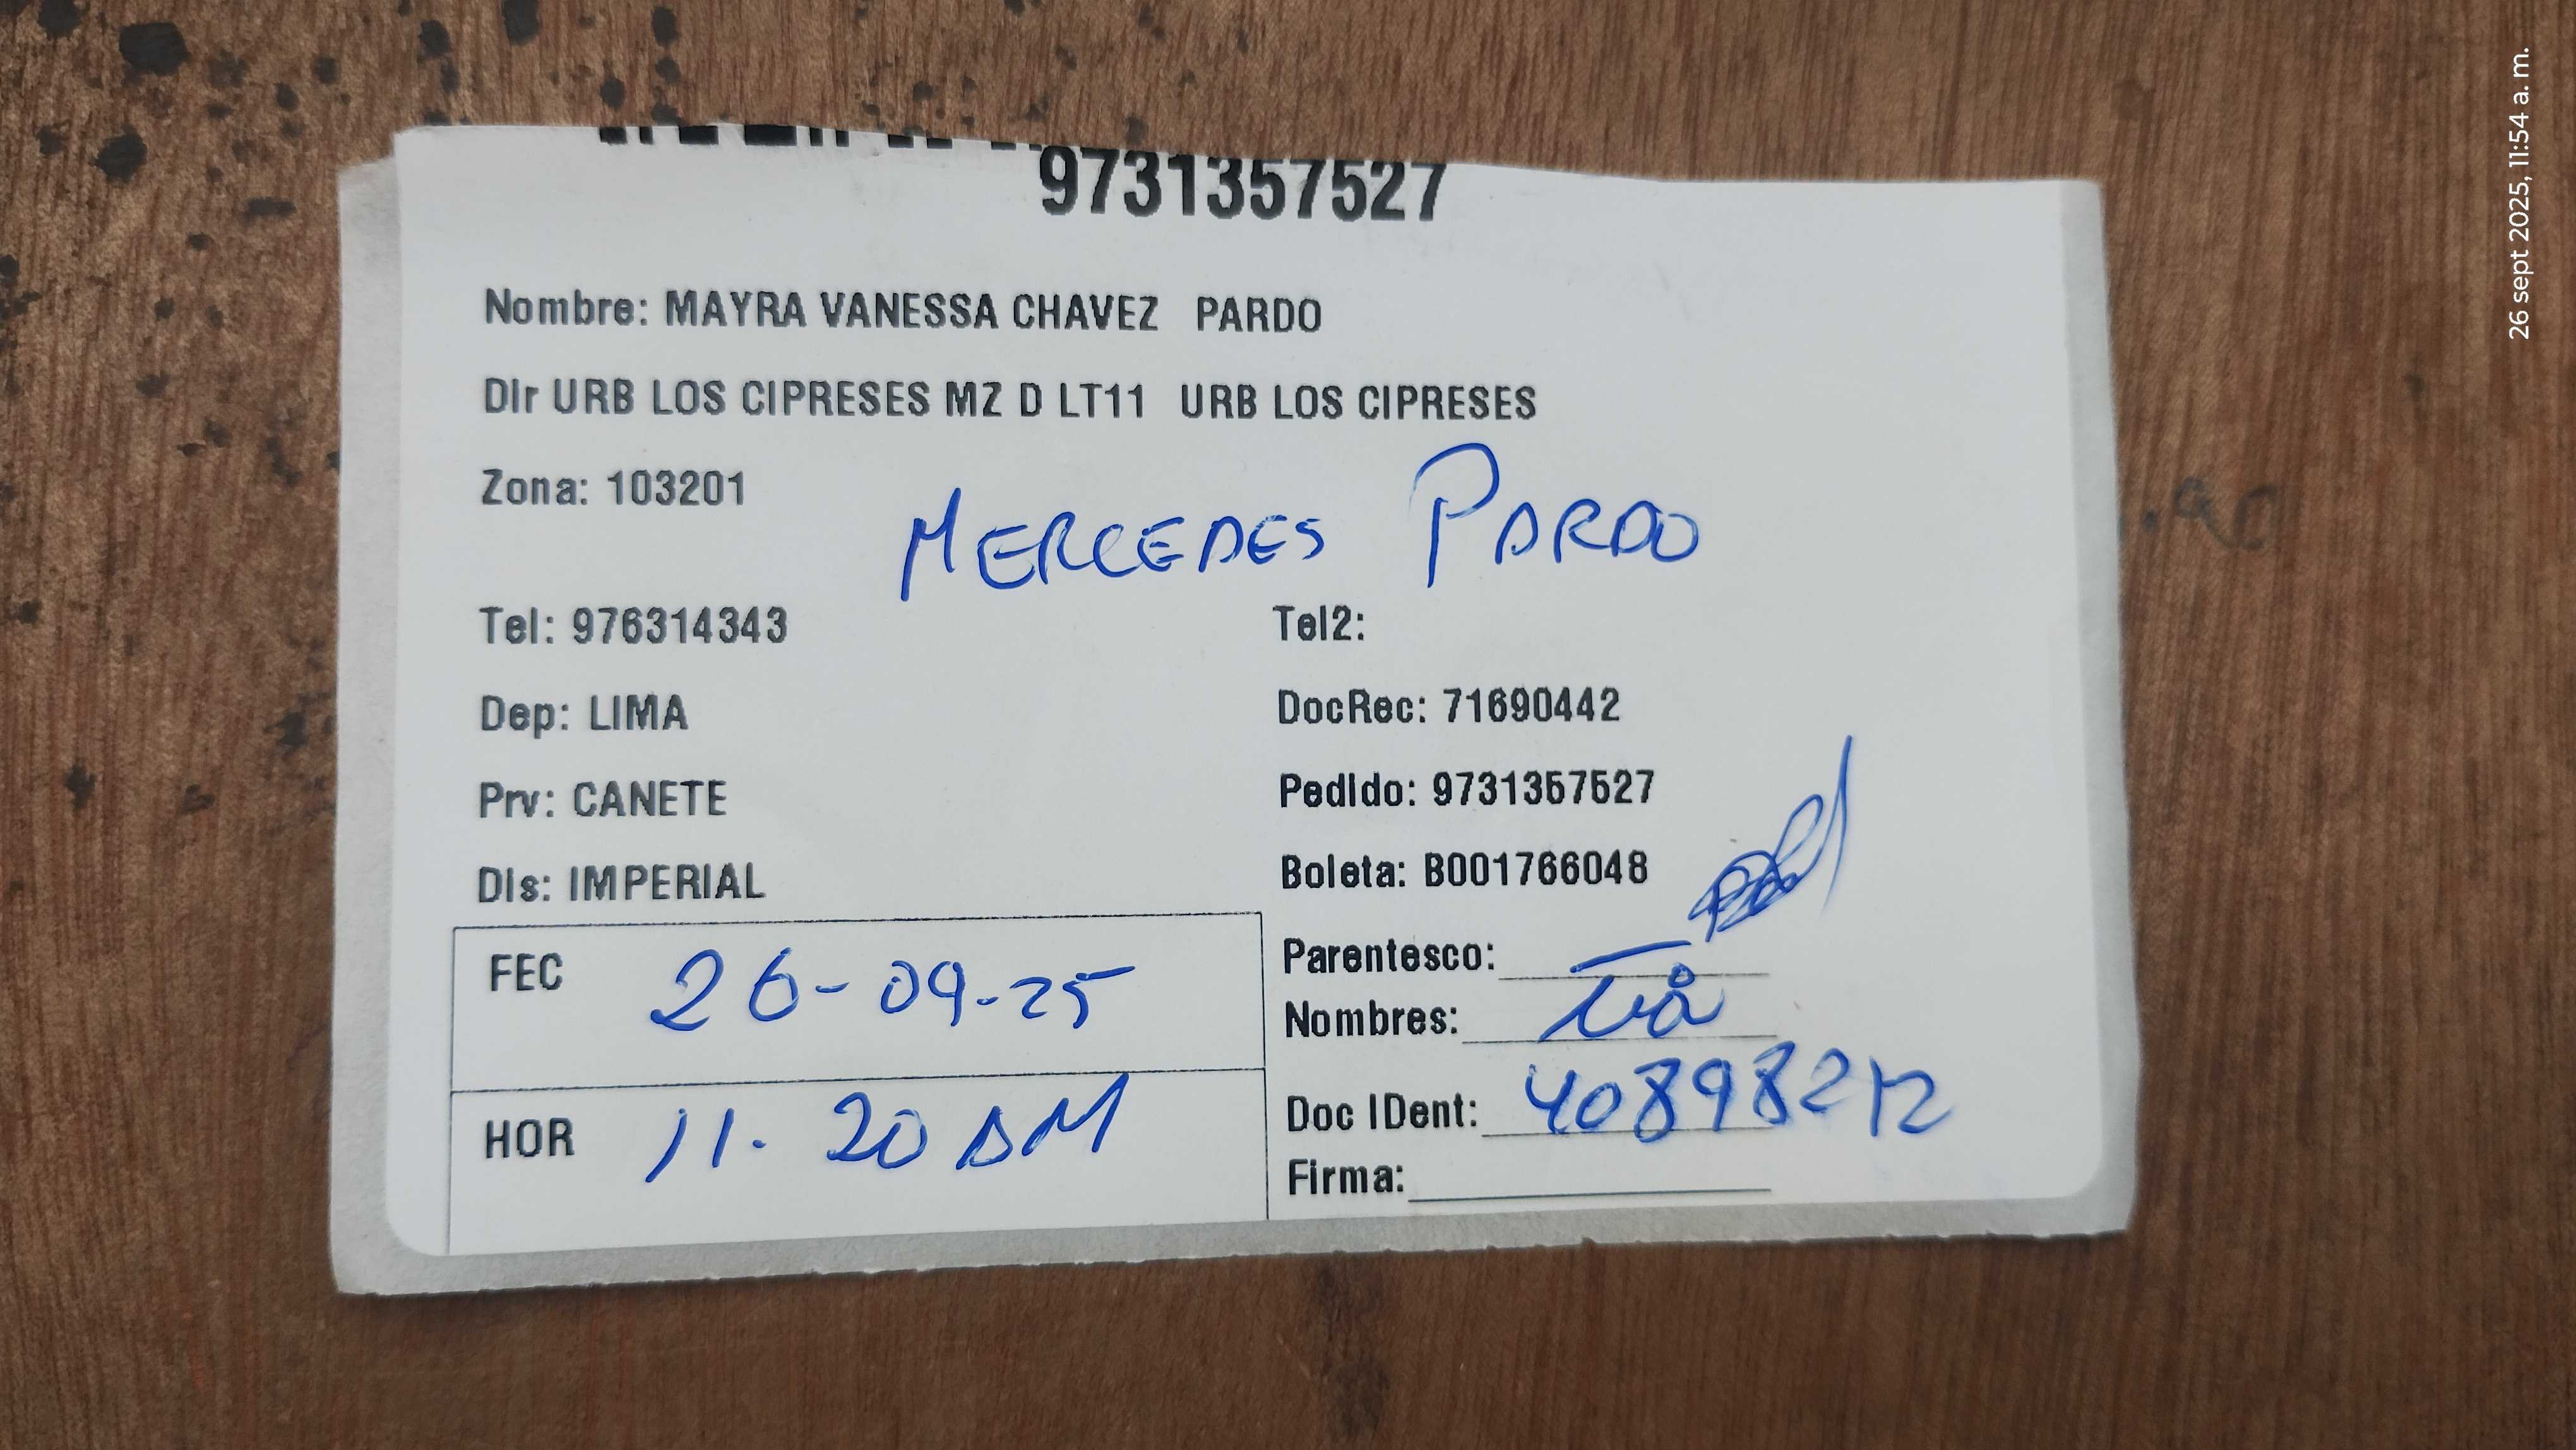 9731357527
Nombre: MAYRA VANESSA CHAVEZ PARDO
Dir URB LOS CIPRESES MZ D LT11 URB LOS CIPRESES
Zona: 103201
MERCEDES PARDO
Tel: 976314343 Tel2:
Dep: LIMA DocRec: 71690442
Prv: CANETE Pedido: 9731357527
Dis: IMPERIAL Boleta: B001766048
FEC 26-09-25 Parentesco:
Nombres: Tía
HOR 11. 20 AM Doc IDent: 40898212
Firma:
26 sept 2025, 11:54 a. m.